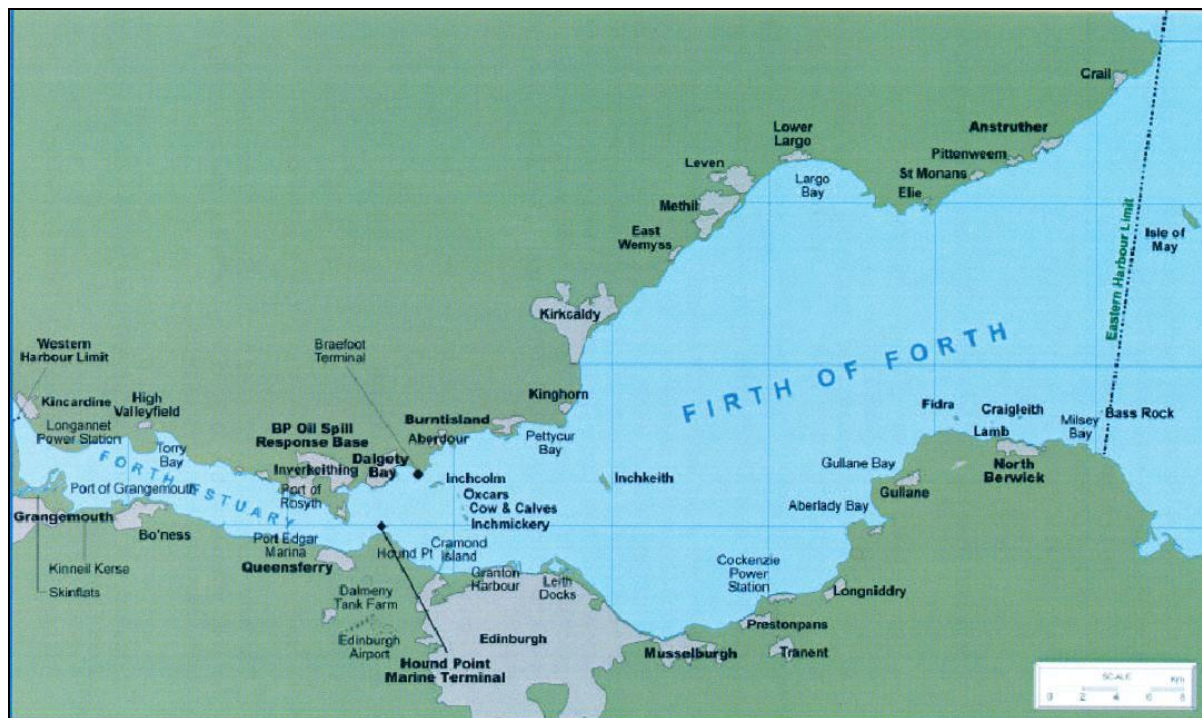 Crail
Anstruther
Pittenweem
St Monans
Elie
Lower
Largo
Largo
Bay
Leven
Methil
East
Wemyss
Isle of
May
Eastern Harbour Limit
Kirkcaldy
FIRTH OF FORTH
Western
Harbour Limit
Braefoot
Terminal
Kincardine
High
Valleyfield
Longannet
Power Station
Torry
Bay
BP Oil Spill
Response Base
Burntisland
Aberdour
Kinghorn
Pettycur
Bay
Inverkeithing
Dalgety
Bay
Port of
Rosyth
FORTH ESTUARY
Port of Grangemouth
Grangemouth
Bo'ness
Kinneil Kerse
Skinflats
Port Edgar
Marina
Queensferry
Hound Pt
Inchcolm
Oxcars
Cow & Calves
Inchmickery
Cramond
Island
Inchkeith
Fidra
Craigleith
Lamb
Milsey
Bay
Bass Rock
North
Berwick
Gullane Bay
Gullane
Aberlady Bay
Granton
Harbour
Leith
Docks
Cockenzie
Power
Station
Longniddry
Prestonpans
Tranent
Musselburgh
Edinburgh
Dalmeny
Tank Farm
Edinburgh
Airport
Hound Point
Marine Terminal
SCALE Km
0 2 4 6 8